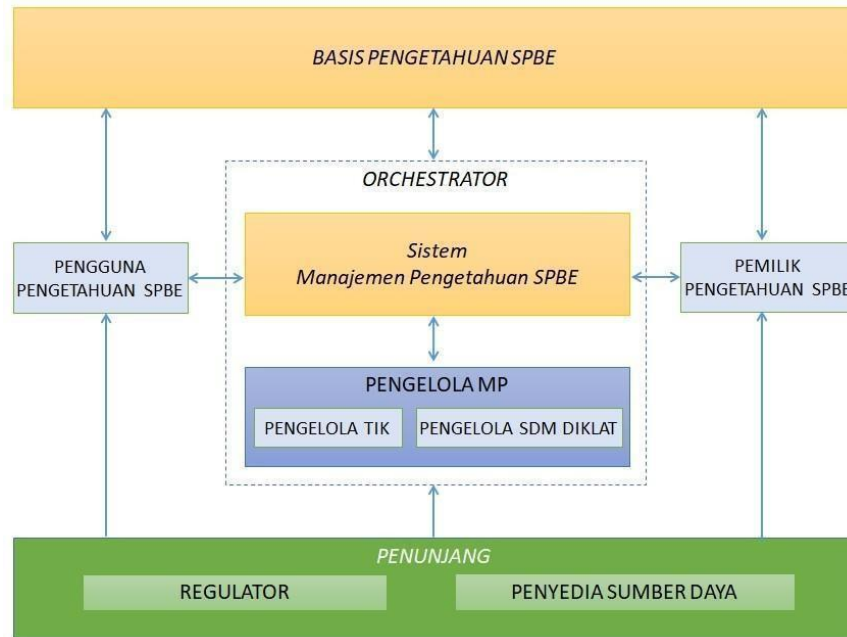 BASIS PENGETAHUAN SPBE
ORCHESTRATOR
Sistem
Manajemen Pengetahuan SPBE
PENGGUNA
PENGETAHUAN SPBE
PEMILIK
PENGETAHUAN SPBE
PENGELOLA MP
PENGELOLA TIK
PENGELOLA SDM DIKLAT
PENUNJANG
REGULATOR
PENYEDIA SUMBER DAYA